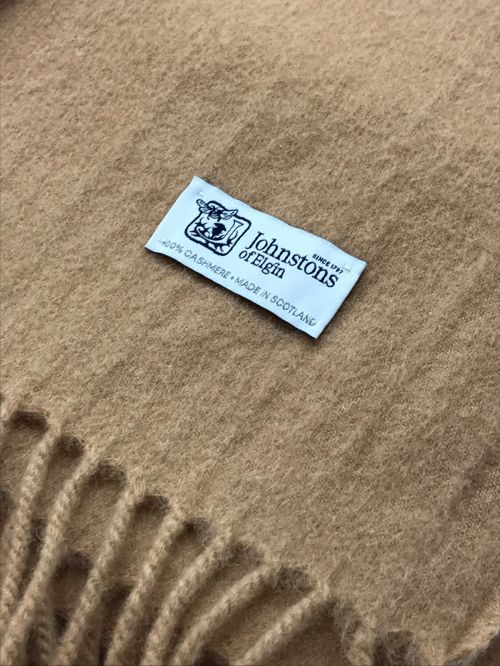 SINCE 1797
Johnstons
of Elgin
100% CASHMERE • MADE IN SCOTLAND